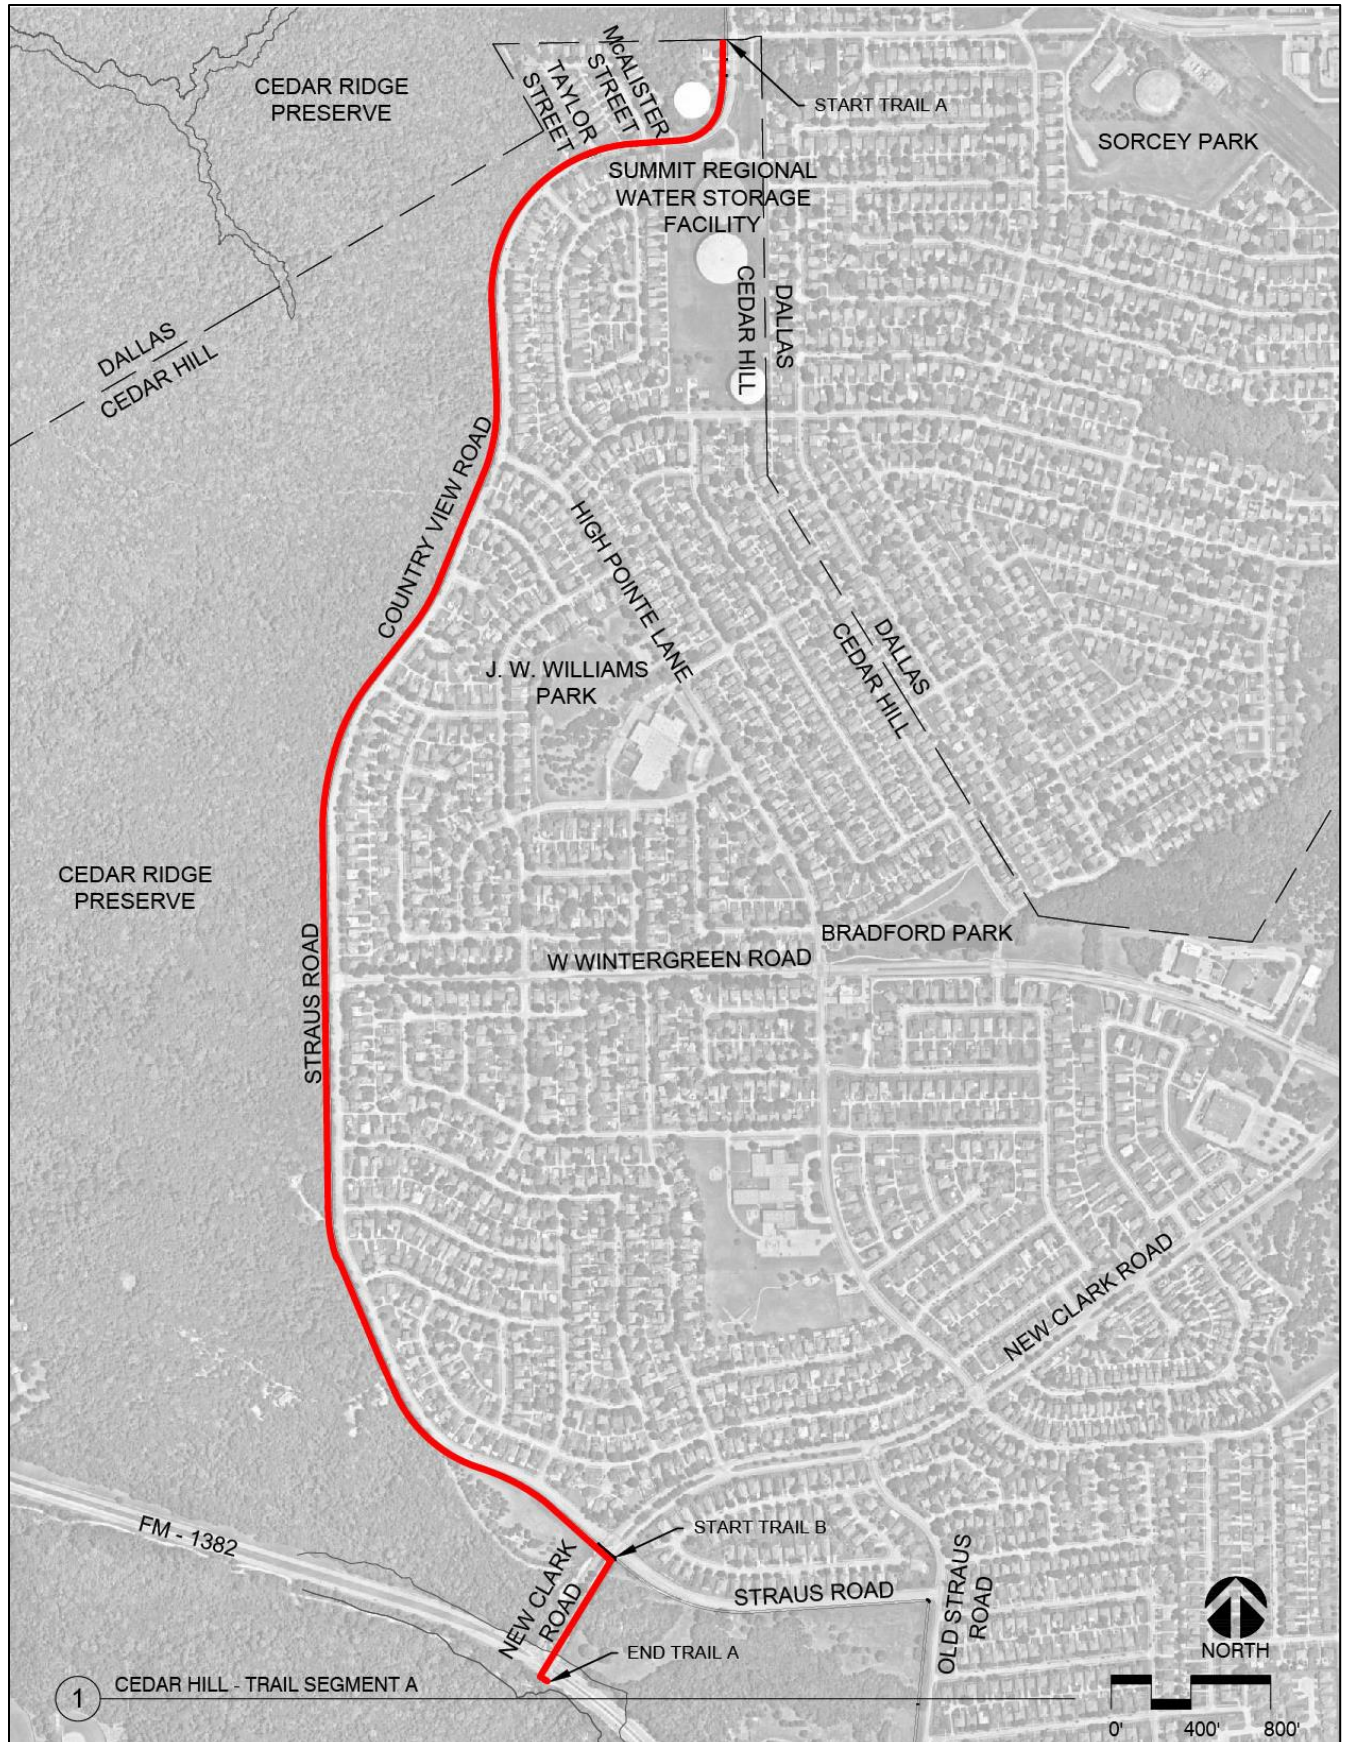 McALISTER
STREET
TAYLOR
STREET
CEDAR RIDGE
PRESERVE
START TRAIL A
SORCEY PARK
SUMMIT REGIONAL
WATER STORAGE
FACILITY
DALLAS
CEDAR HILL
DALLAS
CEDAR HILL
COUNTRY VIEW ROAD
HIGH POINTE LANE
J. W. WILLIAMS
PARK
DALLAS
CEDAR HILL
CEDAR RIDGE
PRESERVE
STRAUS ROAD
W WINTERGREEN ROAD
BRADFORD PARK
NEW CLARK ROAD
FM - 1382
START TRAIL B
NEW CLARK
ROAD
STRAUS ROAD
OLD STRAUS
ROAD
END TRAIL A
NORTH
1
CEDAR HILL - TRAIL SEGMENT A
0' 400' 800'